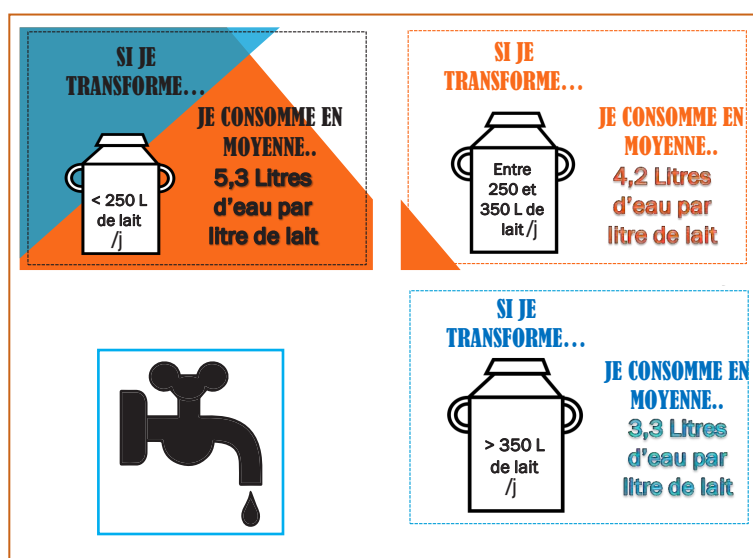 SI JE
TRANSFORME…
JE CONSOMME EN
MOYENNE..
< 250 L
de lait
/j
5,3 Litres
d'eau par
litre de lait
SI JE
TRANSFORME…
JE CONSOMME EN
MOYENNE..
Entre
250 et
350 L de
lait /j
4,2 Litres
d'eau par
litre de lait
SI JE
TRANSFORME…
JE CONSOMME EN
MOYENNE..
> 350 L
de lait
/j
3,3 Litres
d'eau par
litre de lait